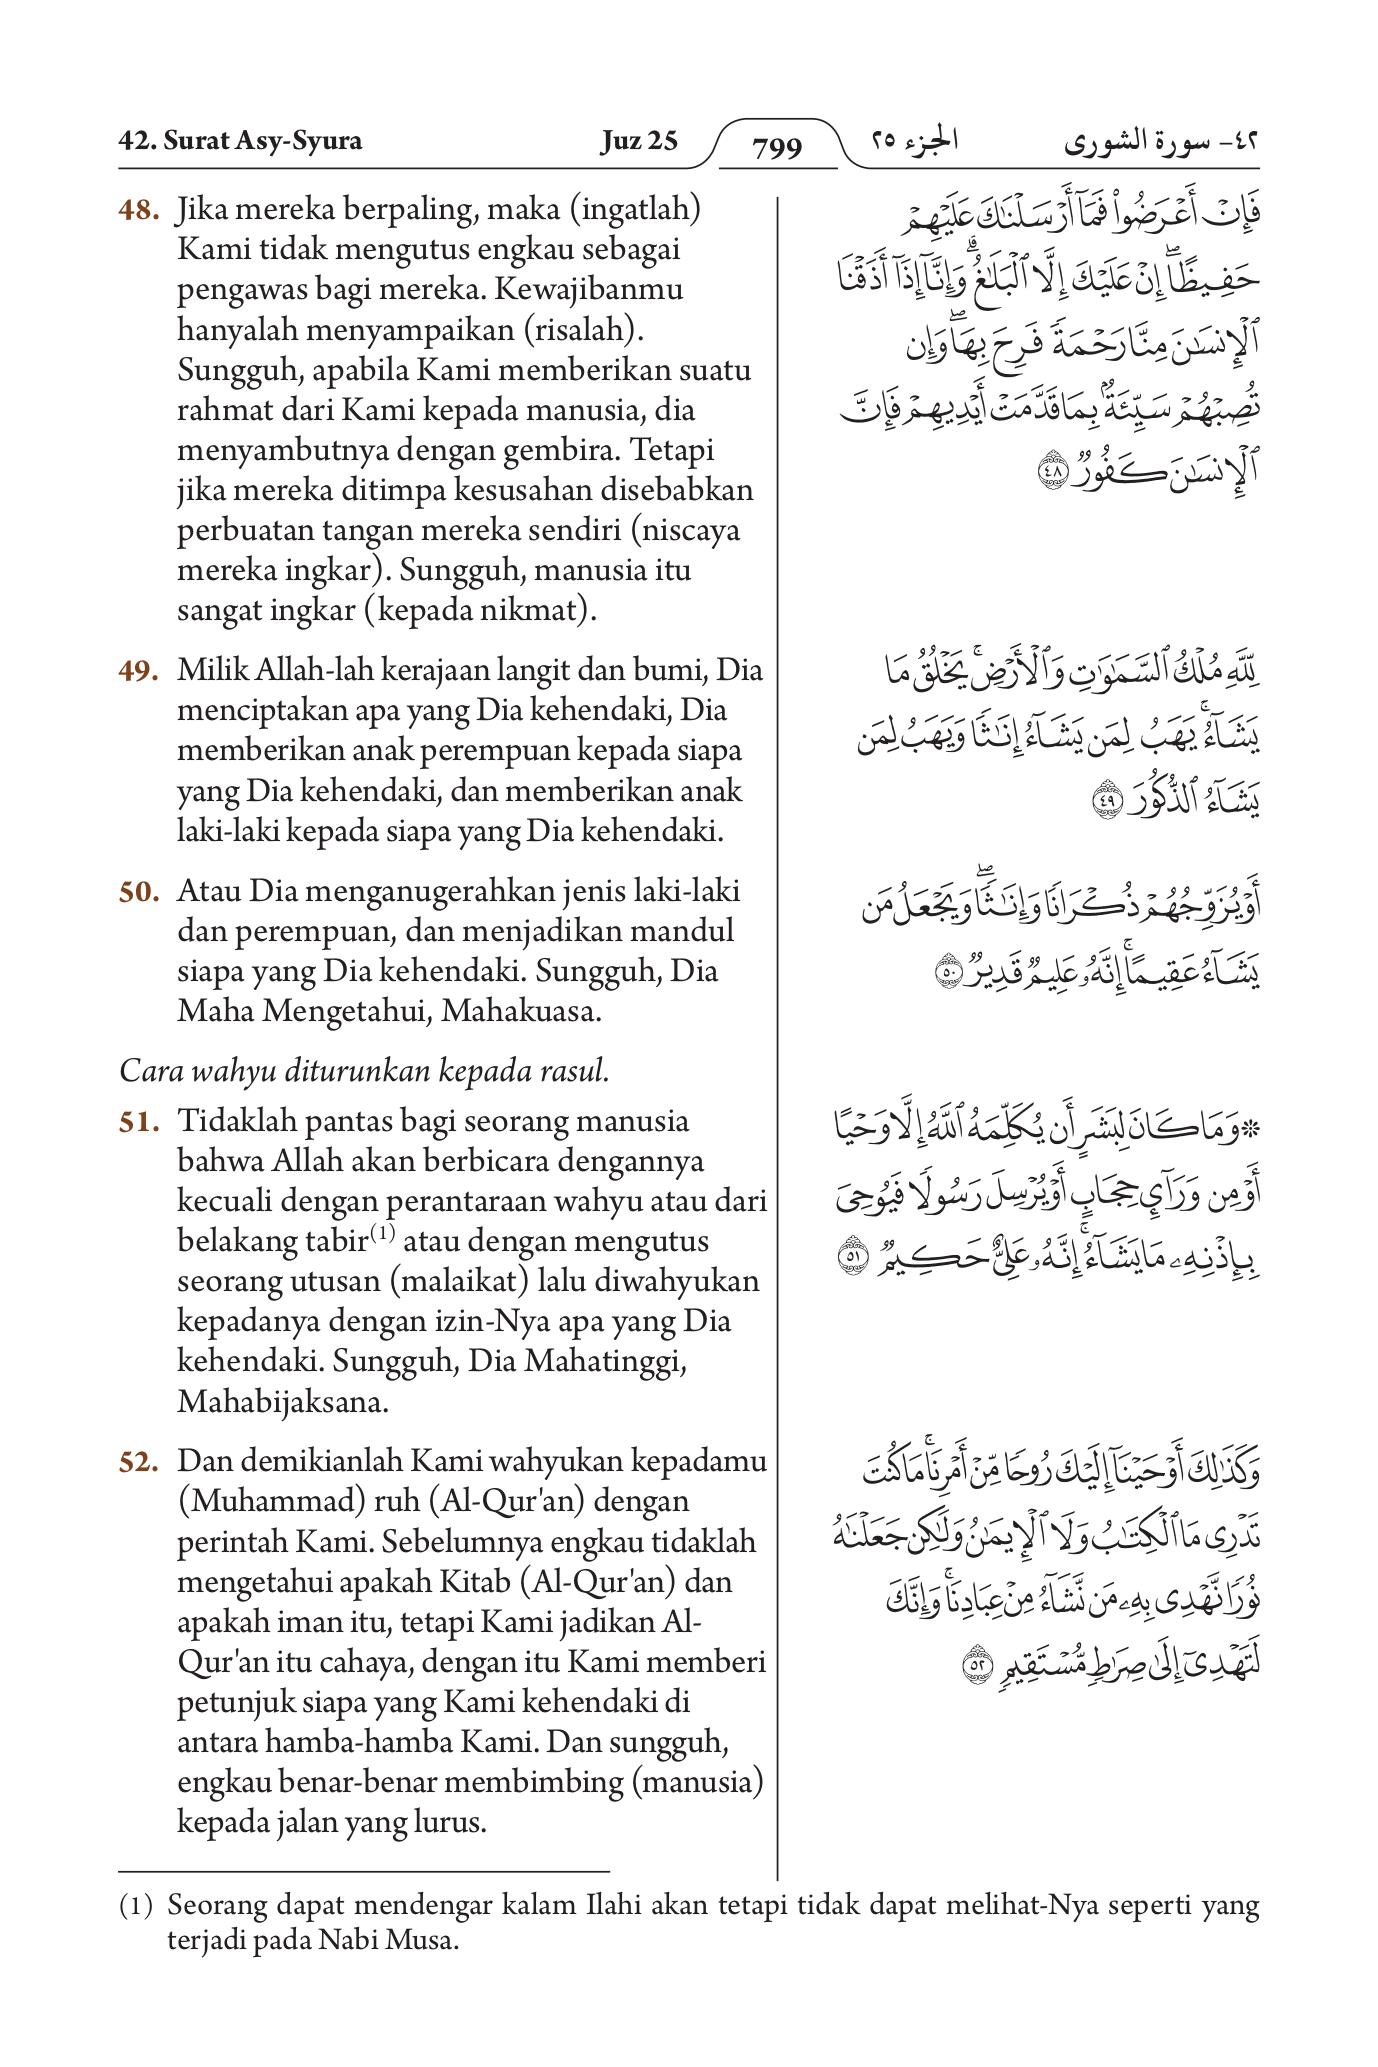 42. Surat Asy-Syura Juz 25 799 الجزء ٢٥ ٤٢- سورة الشورى
48. Jika mereka berpaling, maka (ingatlah)
Kami tidak mengutus engkau sebagai
pengawas bagi mereka. Kewajibanmu
hanyalah menyampaikan (risalah).
Sungguh, apabila Kami memberikan suatu
rahmat dari Kami kepada manusia, dia
menyambutnya dengan gembira. Tetapi
jika mereka ditimpa kesusahan disebabkan
perbuatan tangan mereka sendiri (niscaya
mereka ingkar). Sungguh, manusia itu
sangat ingkar (kepada nikmat).
49. Milik Allah-lah kerajaan langit dan bumi, Dia
menciptakan apa yang Dia kehendaki, Dia
memberikan anak perempuan kepada siapa
yang Dia kehendaki, dan memberikan anak
laki-laki kepada siapa yang Dia kehendaki.
50. Atau Dia menganugerahkan jenis laki-laki
dan perempuan, dan menjadikan mandul
siapa yang Dia kehendaki. Sungguh, Dia
Maha Mengetahui, Mahakuasa.
Cara wahyu diturunkan kepada rasul.
51. Tidaklah pantas bagi seorang manusia
bahwa Allah akan berbicara dengannya
kecuali dengan perantaraan wahyu atau dari
belakang tabir(1) atau dengan mengutus
seorang utusan (malaikat) lalu diwahyukan
kepadanya dengan izin-Nya apa yang Dia
kehendaki. Sungguh, Dia Mahatinggi,
Mahabijaksana.
52. Dan demikianlah Kami wahyukan kepadamu
(Muhammad) ruh (Al-Qur'an) dengan
perintah Kami. Sebelumnya engkau tidaklah
mengetahui apakah Kitab (Al-Qur'an) dan
apakah iman itu, tetapi Kami jadikan Al-
Qur'an itu cahaya, dengan itu Kami memberi
petunjuk siapa yang Kami kehendaki di
antara hamba-hamba Kami. Dan sungguh,
engkau benar-benar membimbing (manusia)
kepada jalan yang lurus.
فَإِنْ أَعْرَضُوا۟ فَمَآ أَرْسَلْنَٰكَ عَلَيْهِمْ
حَفِيظًا ۖ إِنْ عَلَيْكَ إِلَّا ٱلْبَلَٰغُ ۗ وَإِنَّآ إِذَآ أَذَقْنَا
ٱلْإِنسَٰنَ مِنَّا رَحْمَةً فَرِحَ بِهَا ۖ وَإِن
تُصِبْهُمْ سَيِّئَةٌۢ بِمَا قَدَّمَتْ أَيْدِيهِمْ فَإِنَّ
ٱلْإِنسَٰنَ كَفُورٌ ٤٨
لِّلَّهِ مُلْكُ ٱلسَّمَٰوَٰتِ وَٱلْأَرْضِ ۚ يَخْلُقُ مَا
يَشَآءُ ۚ يَهَبُ لِمَن يَشَآءُ إِنَٰثًا وَيَهَبُ لِمَن
يَشَآءُ ٱلذُّكُورَ ٤٩
أَوْ يُزَوِّجُهُمْ ذُكْرَانًا وَإِنَٰثًا ۖ وَيَجْعَلُ مَن
يَشَآءُ عَقِيمًا ۚ إِنَّهُۥ عَلِيمٌ قَدِيرٌ ٥٠
۞ وَمَا كَانَ لِبَشَرٍ أَن يُكَلِّمَهُ ٱللَّهُ إِلَّا وَحْيًا
أَوْ مِن وَرَآئِ حِجَابٍ أَوْ يُرْسِلَ رَسُولًا فَيُوحِىَ
بِإِذْنِهِۦ مَا يَشَآءُ ۚ إِنَّهُۥ عَلِىٌّ حَكِيمٌ ٥١
وَكَذَٰلِكَ أَوْحَيْنَآ إِلَيْكَ رُوحًا مِّنْ أَمْرِنَا ۚ مَا كُنتَ
تَدْرِى مَا ٱلْكِتَٰبُ وَلَا ٱلْإِيمَٰنُ وَلَٰكِن جَعَلْنَٰهُ
نُورًا نَّهْدِى بِهِۦ مَن نَّشَآءُ مِنْ عِبَادِنَا ۚ وَإِنَّكَ
لَتَهْدِىٓ إِلَىٰ صِرَٰطٍ مُّسْتَقِيمٍ ٥٢
(1) Seorang dapat mendengar kalam Ilahi akan tetapi tidak dapat melihat-Nya seperti yang
terjadi pada Nabi Musa.